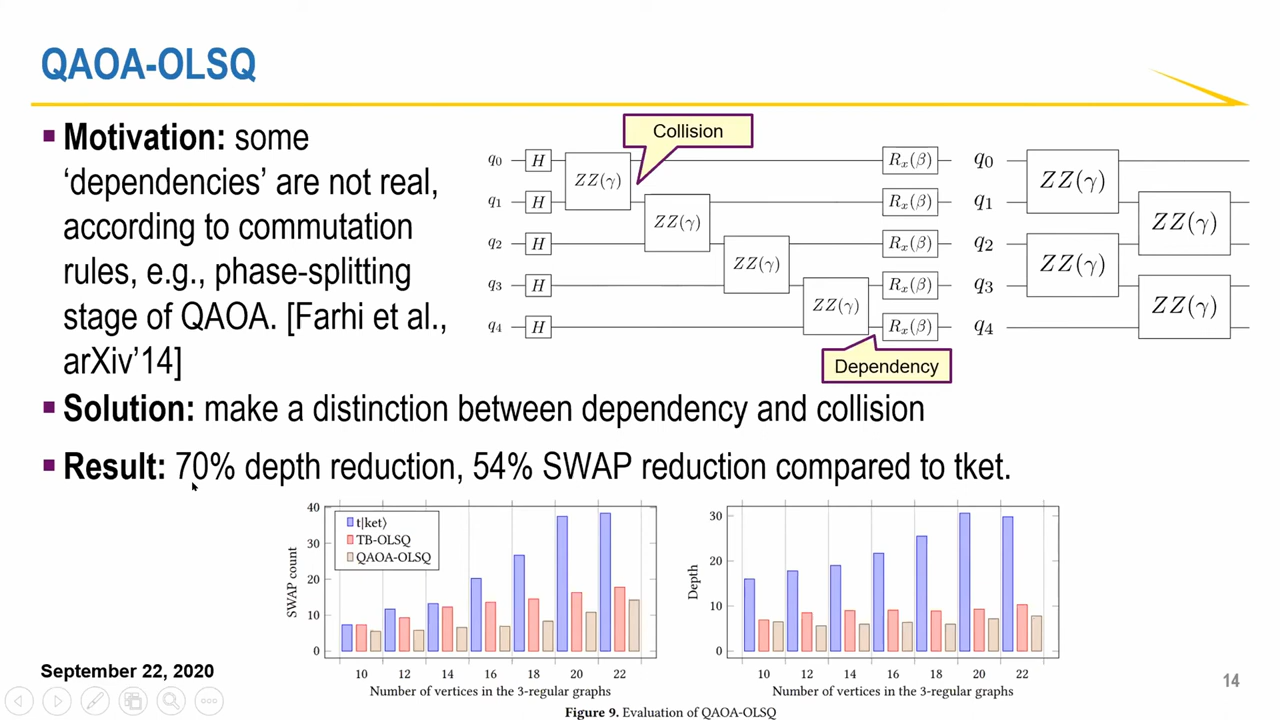 QAOA-OLSQ
▪ Motivation: some
‘dependencies’ are not real,
according to commutation
rules, e.g., phase-splitting
stage of QAOA. [Farhi et al.,
arXiv’14]
Collision
q0 H ZZ(γ) Rx(β)
q1 H ZZ(γ) Rx(β)
q2 H ZZ(γ) Rx(β)
q3 H ZZ(γ) Rx(β)
q4 H Rx(β)
Dependency
q0 ZZ(γ)
q1 ZZ(γ)
q2 ZZ(γ)
q3 ZZ(γ)
q4
▪ Solution: make a distinction between dependency and collision
▪ Result: 70% depth reduction, 54% SWAP reduction compared to tket.
SWAP count
40
30
20
10
0
t|ket⟩
TB-OLSQ
QAOA-OLSQ
10 12 14 16 18 20 22
Number of vertices in the 3-regular graphs
Depth
30
20
10
0
10 12 14 16 18 20 22
Number of vertices in the 3-regular graphs
Figure 9. Evaluation of QAOA-OLSQ
September 22, 2020
14